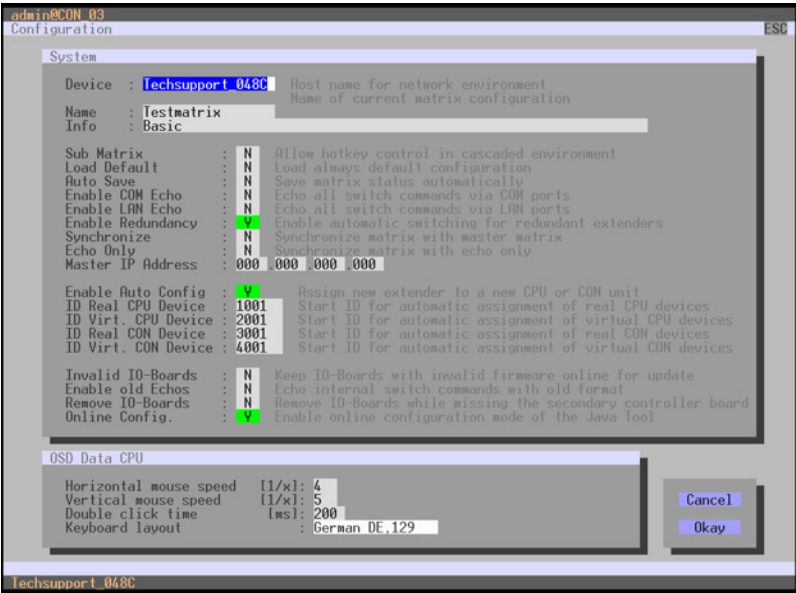 admin@CON_03
Configuration ESC
System
Device : Techsupport_048C Host name for network environment
Name of current matrix configuration
Name : Testmatrix
Info : Basic
Sub Matrix : N Allow hotkey control in cascaded environment
Load Default : N Load always default configuration
Auto Save : N Save matrix status automatically
Enable COM Echo : N Echo all switch commands via COM ports
Enable LAN Echo : N Echo all switch commands via LAN ports
Enable Redundancy : Y Enable automatic switching for redundant extenders
Synchronize : N Synchronize matrix with master matrix
Echo Only : N Synchronize matrix with echo only
Master IP Address : 000 .000 .000 .000
Enable Auto Config : Y Assign new extender to a new CPU or CON unit
ID Real CPU Device : 1001 Start ID for automatic assignment of real CPU devices
ID Virt. CPU Device : 2001 Start ID for automatic assignment of virtual CPU devices
ID Real CON Device : 3001 Start ID for automatic assignment of real CON devices
ID Virt. CON Device : 4001 Start ID for automatic assignment of virtual CON devices
Invalid IO-Boards : N Keep IO-Boards with invalid firmware online for update
Enable old Echos : N Echo internal switch commands with old format
Remove IO-Boards : N Remove IO-Boards while missing the secondary controller board
Online Config. : Y Enable online configuration mode of the Java Tool
OSD Data CPU
Horizontal mouse speed [1/x]: 4
Vertical mouse speed [1/x]: 5
Double click time [ms]: 200
Keyboard layout : German DE,129
Cancel
Okay
Techsupport_048C